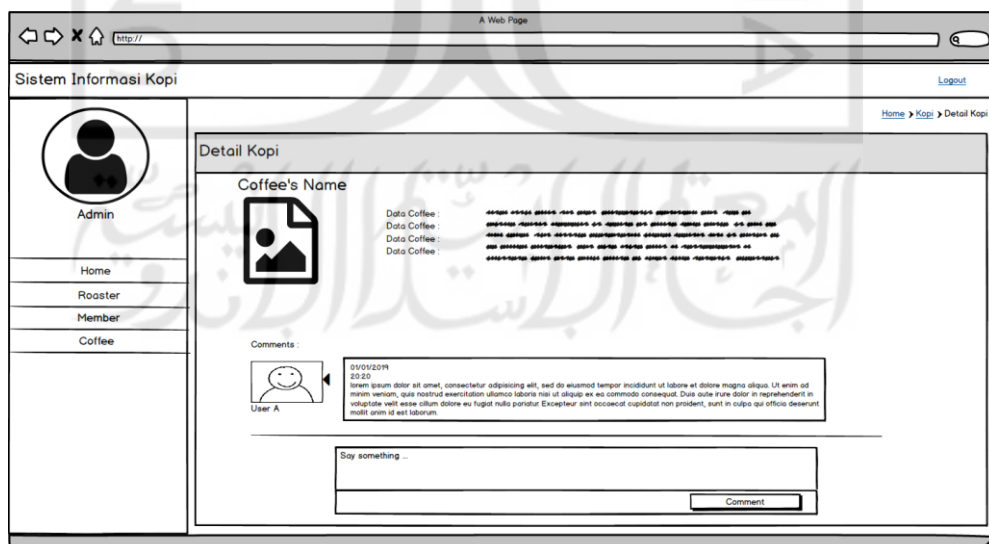 A Web Page
http://
Sistem Informasi Kopi
Logout
Home > Kopi > Detail Kopi
Admin
Home
Roaster
Member
Coffee
Detail Kopi
Coffee's Name
Data Coffee :
Data Coffee :
Data Coffee :
Data Coffee :
Comments :
User A
01/01/2019
20:20
lorem ipsum dolor sit amet, consectetur adipisicing elit, sed do eiusmod tempor incididunt ut labore et dolore magna aliqua. Ut enim ad
minim veniam, quis nostrud exercitation ullamco laboris nisi ut aliquip ex ea commodo consequat. Duis aute irure dolor in reprehenderit in
voluptate velit esse cillum dolore eu fugiat nulla pariatur. Excepteur sint occaecat cupidatat non proident, sunt in culpa qui officia deserunt
mollit anim id est laborum.
Say something ...
Comment